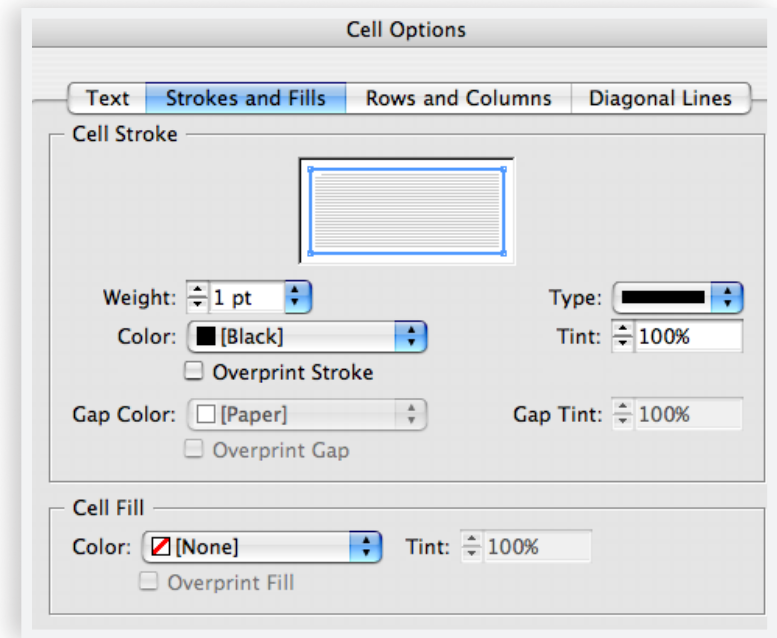 Cell Options
Text Strokes and Fills Rows and Columns Diagonal Lines
Cell Stroke
Weight: 1 pt Type:
Color: [Black] Tint: 100%
Overprint Stroke
Gap Color: [Paper] Gap Tint: 100%
Overprint Gap
Cell Fill
Color: [None] Tint: 100%
Overprint Fill